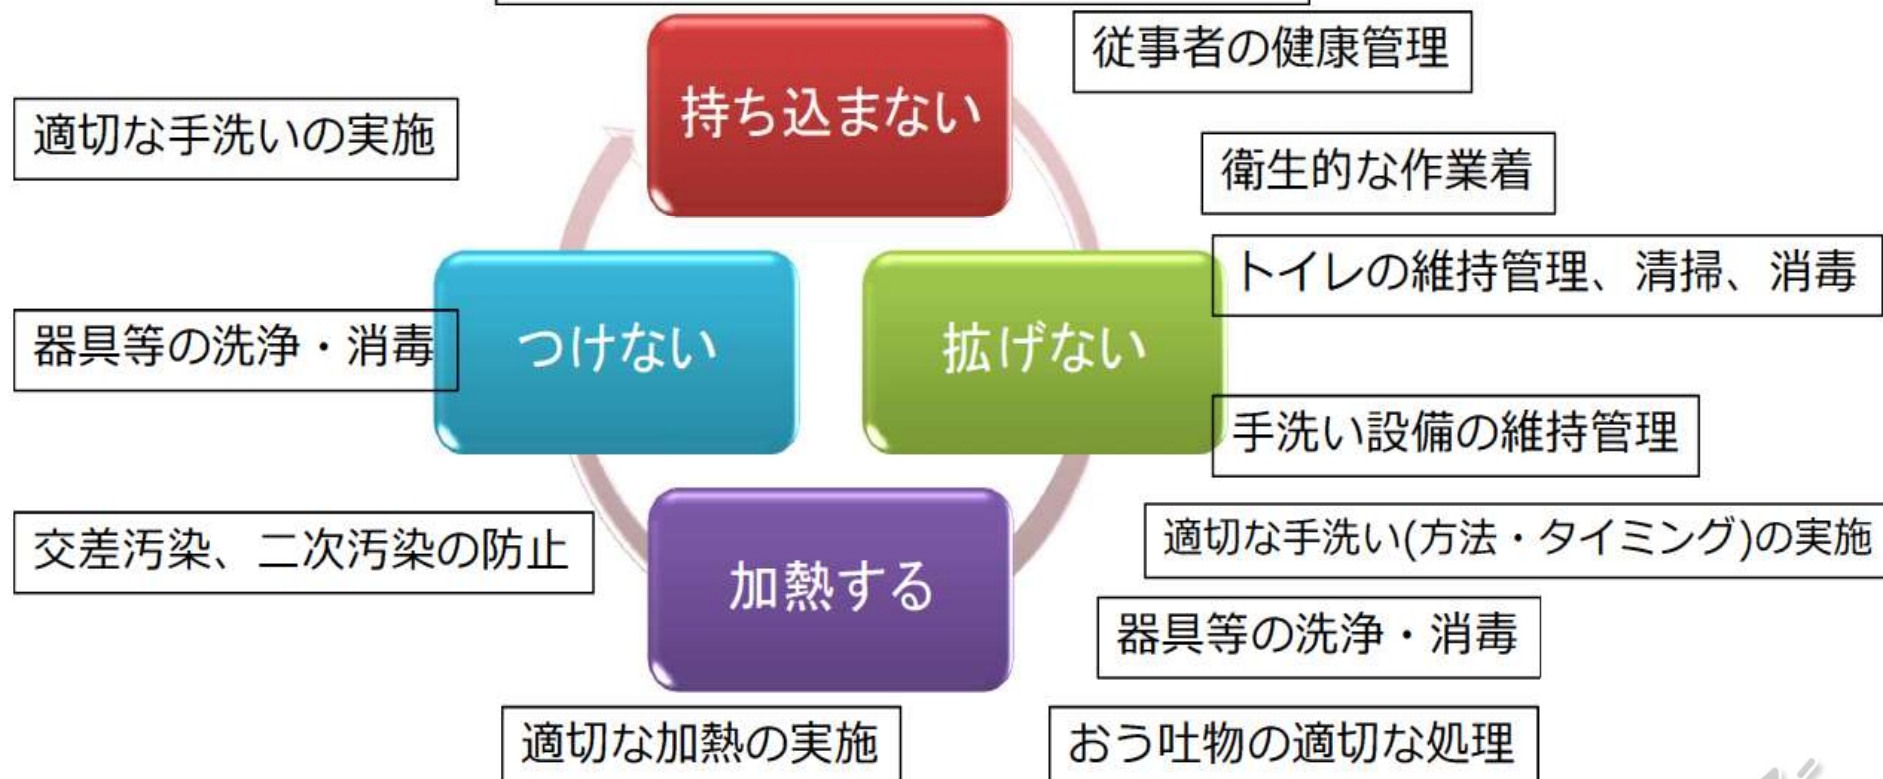 従事者の健康管理
持ち込まない
適切な手洗いの実施
衛生的な作業着
トイレの維持管理、清掃、消毒
器具等の洗浄・消毒
つけない
拡げない
手洗い設備の維持管理
交差汚染、二次汚染の防止
適切な手洗い(方法・タイミング)の実施
加熱する
器具等の洗浄・消毒
適切な加熱の実施
おう吐物の適切な処理